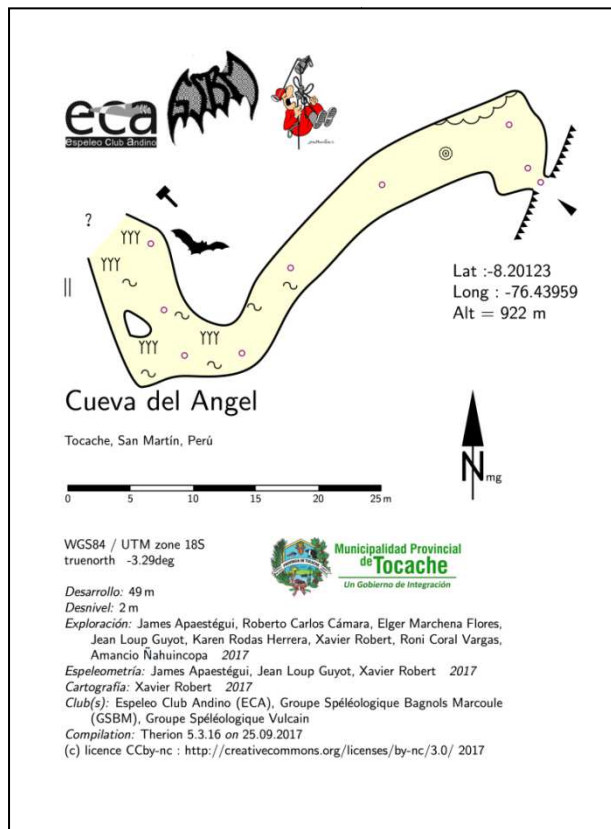 GSBM
eca
Espeleo Club Andino
?
||
Lat :-8.20123
Long : -76.43959
Alt = 922 m
Cueva del Angel
Tocache, San Martín, Perú
N mg
0 5 10 15 20 25 m
WGS84 / UTM zone 18S
truenorth -3.29deg
Municipalidad Provincial
de Tocache
Un Gobierno de Integración
Desarrollo: 49 m
Desnivel: 2 m
Exploración: James Apaestégui, Roberto Carlos Cámara, Elger Marchena Flores,
Jean Loup Guyot, Karen Rodas Herrera, Xavier Robert, Roni Coral Vargas,
Amancio Ñahuincopa 2017
Espeleometría: James Apaestégui, Jean Loup Guyot, Xavier Robert 2017
Cartografía: Xavier Robert 2017
Club(s): Espeleo Club Andino (ECA), Groupe Spéléologique Bagnols Marcoule
(GSBM), Groupe Spéléologique Vulcain
Compilation: Therion 5.3.16 on 25.09.2017
(c) licence CCby-nc : http://creativecommons.org/licenses/by-nc/3.0/ 2017